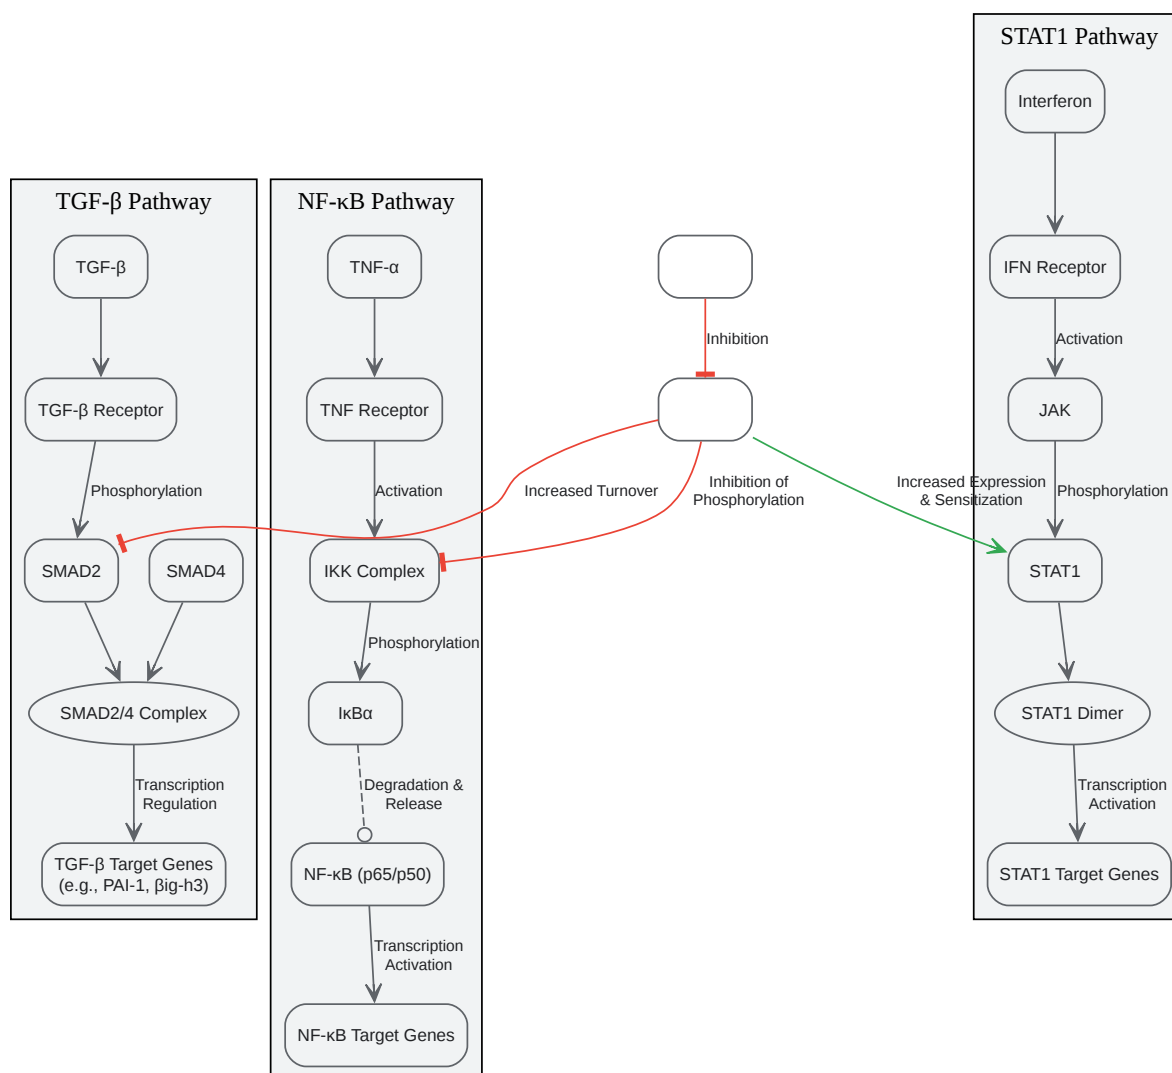 TGF-β Pathway
TGF-β
TGF-β Receptor
Phosphorylation
SMAD2
SMAD4
SMAD2/4 Complex
Transcription
Regulation
TGF-β Target Genes
(e.g., PAI-1, βig-h3)
NF-κB Pathway
TNF-α
TNF Receptor
Activation
IKK Complex
Phosphorylation
IκBα
Degradation &
Release
NF-κB (p65/p50)
Transcription
Activation
NF-κB Target Genes
Inhibition
Increased Turnover
Inhibition of
Phosphorylation
Increased Expression
& Sensitization
STAT1 Pathway
Interferon
IFN Receptor
Activation
JAK
Phosphorylation
STAT1
STAT1 Dimer
Transcription
Activation
STAT1 Target Genes